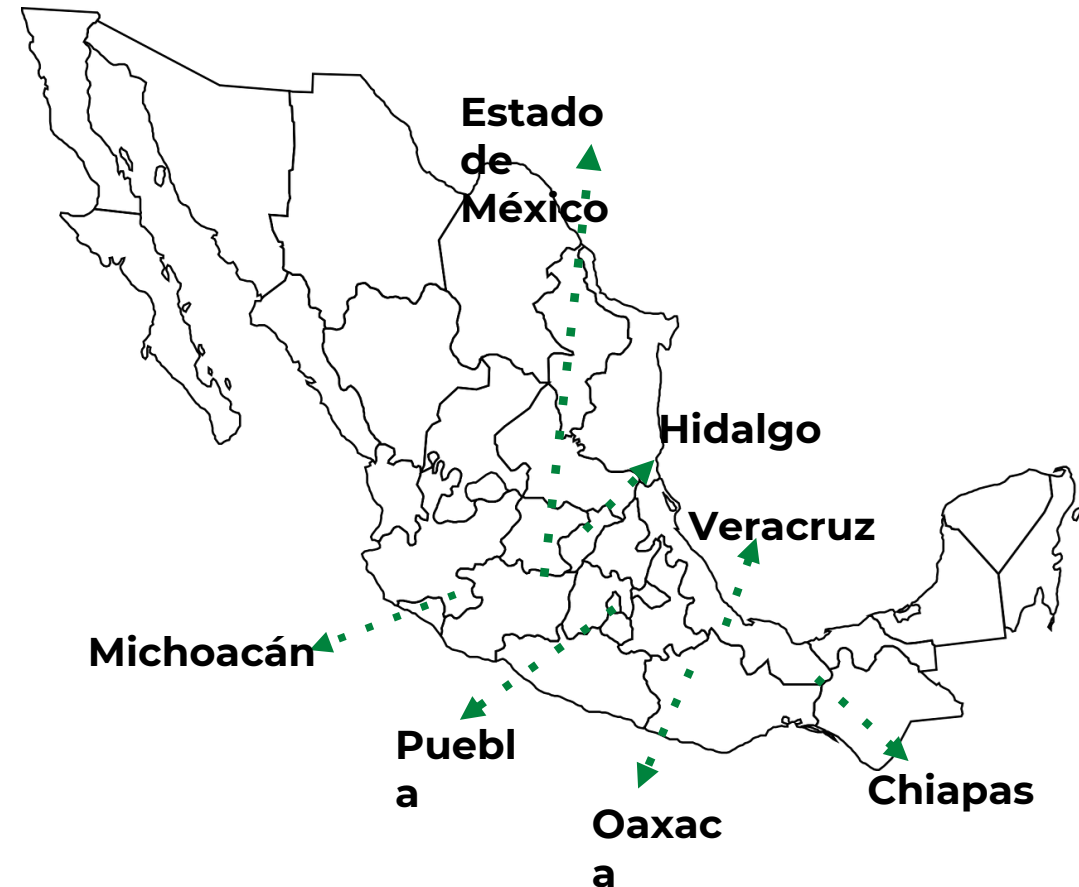 Estado
de
México
Hidalgo
Veracruz
Michoacán
Puebl
a
Chiapas
Oaxac
a